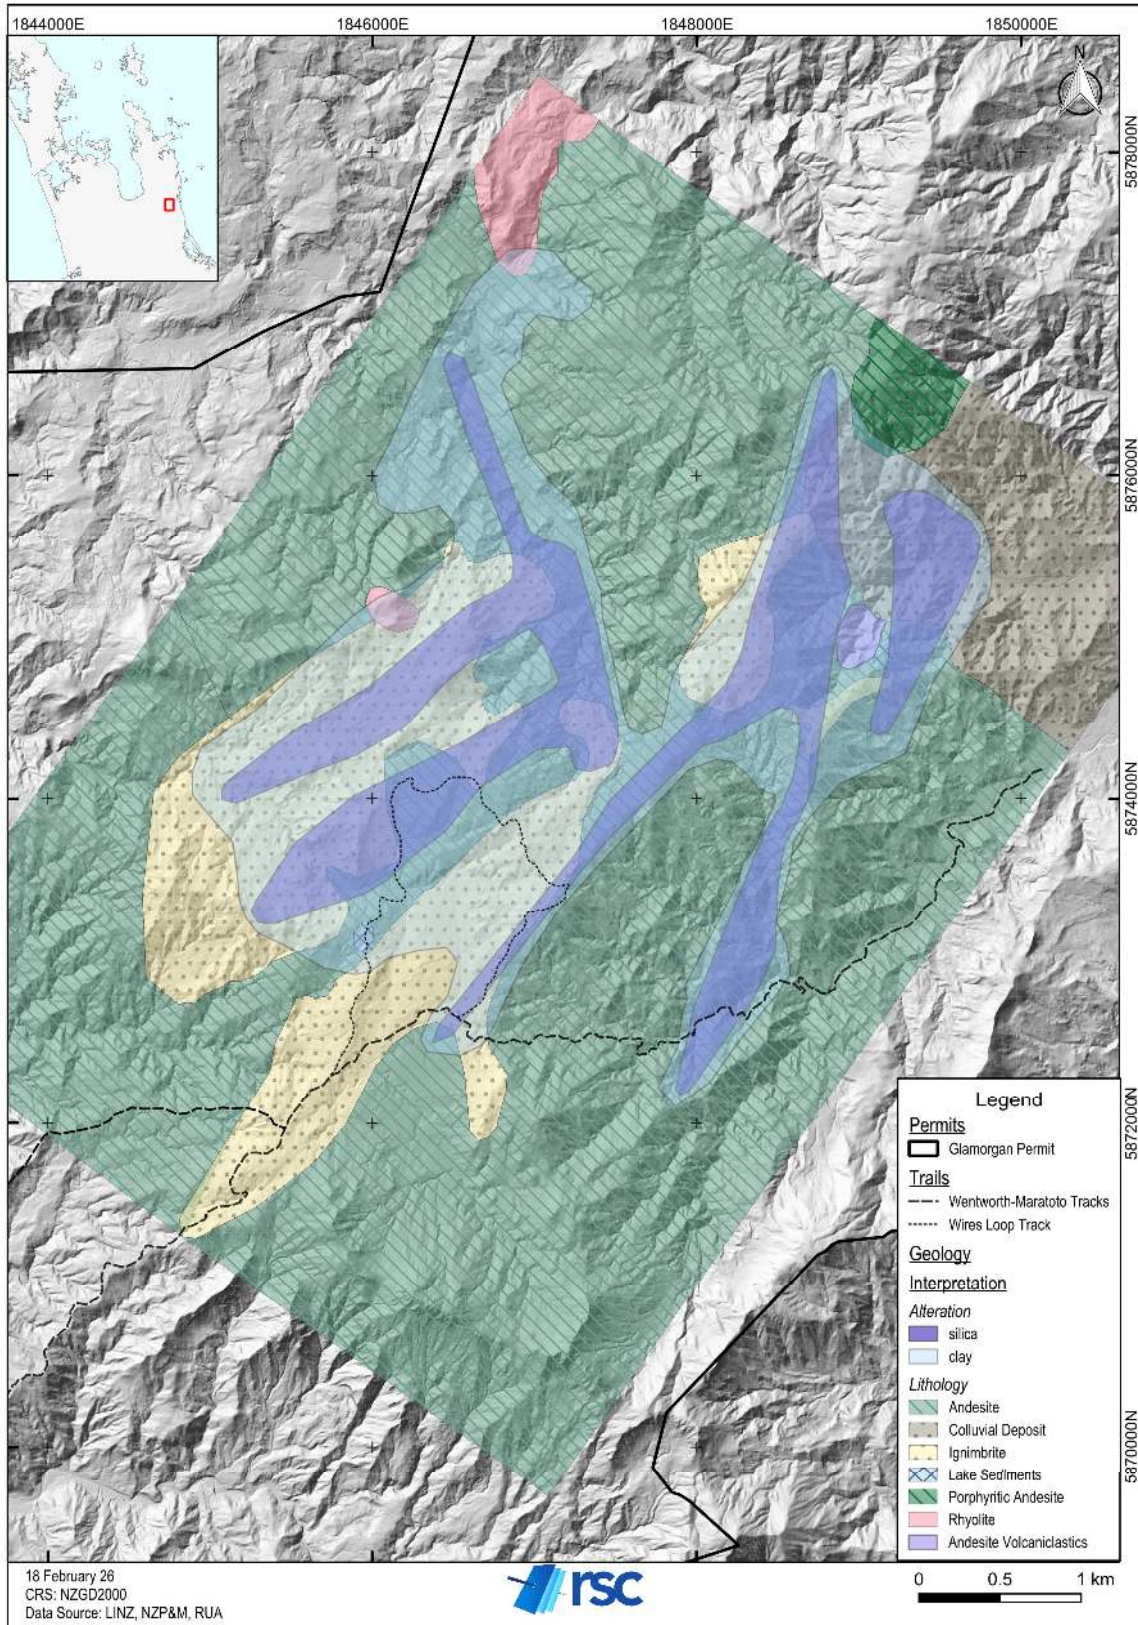 1844000E 1846000E 1848000E 1850000E
N
5878000N
5876000N
5874000N
5872000N
5870000N
Legend
Permits
Glamorgan Permit
Trails
Wentworth-Maratoto Tracks
Wires Loop Track
Geology
Interpretation
Alteration
silica
clay
Lithology
Andesite
Colluvial Deposit
Ignimbrite
Lake Sediments
Porphyritic Andesite
Rhyolite
Andesite Volcaniclastics
18 February 26
CRS: NZGD2000
Data Source: LINZ, NZP&M, RUA
rsc
0 0.5 1 km